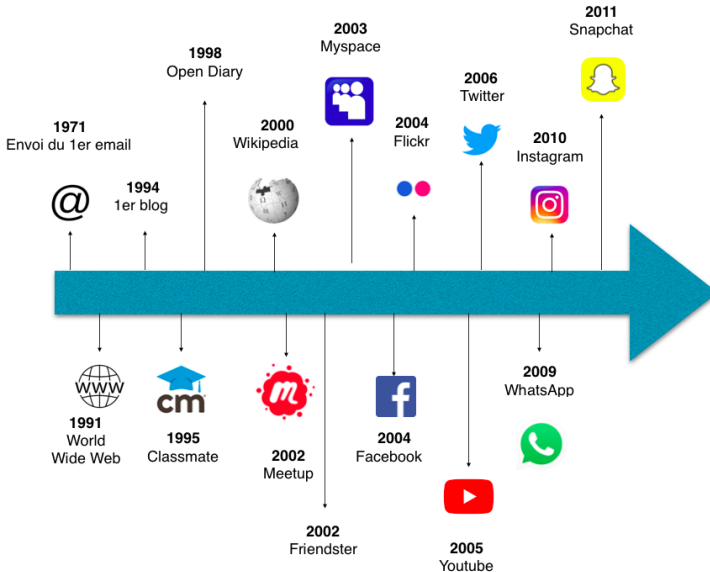 2011
Snapchat
2003
Myspace
1998
Open Diary
2006
Twitter
1971
Envoi du 1er email
2000
Wikipedia
2004
Flickr
2010
Instagram
1994
1er blog
@
WWW
cm
m
f
1991
World
Wide Web
1995
Classmate
2002
Meetup
2004
Facebook
2009
WhatsApp
2002
Friendster
2005
Youtube